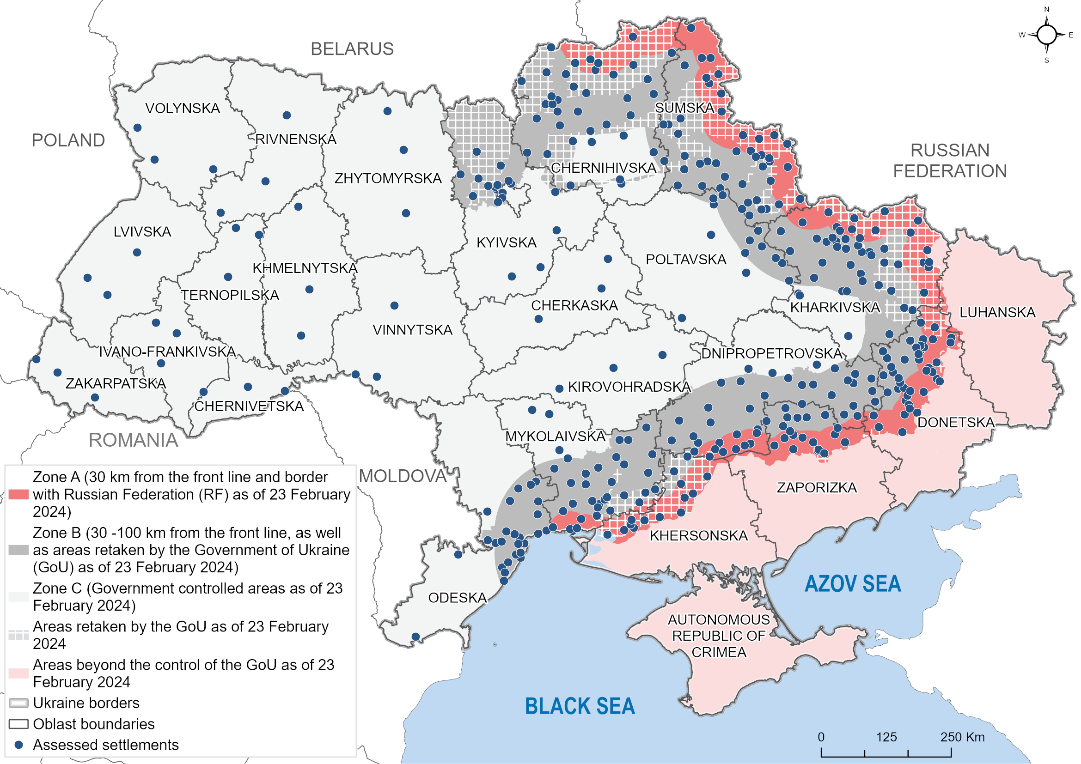 N
W
E
S
BELARUS
VOLYNSKA
POLAND
RIVNENSKA
SUMSKA
RUSSIAN
FEDERATION
ZHYTOMYRSKA
CHERNIHIVSKA
LVIVSKA
KYIVSKA
POLTAVSKA
KHMELNYTSKA
TERNOPILSKA
CHERKASKA
KHARKIVSKA
LUHANSKA
VINNYTSKA
IVANO-FRANKIVSKA
DNIPROPETROVSKA
ZAKARPATSKA
KIROVOHRADSKA
CHERNIVETSKA
DONETSKA
ROMANIA
MYKOLAIVSKA
MOLDOVA
ZAPORIZKA
KHERSONSKA
ODESKA
AZOV SEA
AUTONOMOUS
REPUBLIC OF
CRIMEA
BLACK SEA
Zone A (30 km from the front line and border
with Russian Federation (RF) as of 23 February
2024)
Zone B (30 -100 km from the front line, as well
as areas retaken by the Government of Ukraine
(GoU) as of 23 February 2024)
Zone C (Government controlled areas as of 23
February 2024)
Areas retaken by the GoU as of 23 February
2024
Areas beyond the control of the GoU as of 23
February 2024
Ukraine borders
Oblast boundaries
Assessed settlements
0 125 250 Km